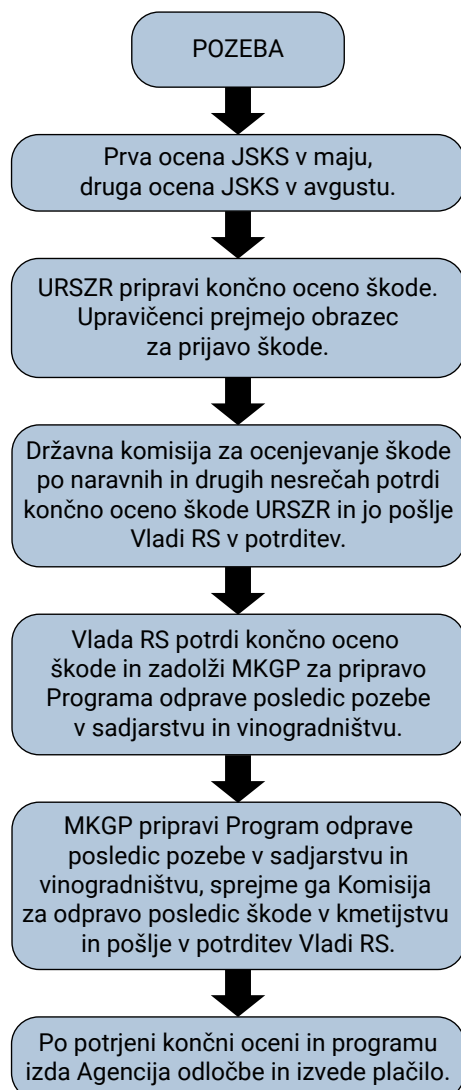 POZEBA
Prva ocena JSKS v maju,
druga ocena JSKS v avgustu.
URSZR pripravi končno oceno škode.
Upravičenci prejmejo obrazec
za prijavo škode.
Državna komisija za ocenjevanje škode
po naravnih in drugih nesrečah potrdi
končno oceno škode URSZR in jo pošlje
Vladi RS v potrditev.
Vlada RS potrdi končno oceno
škode in zadolži MKGP za pripravo
Programa odprave posledic pozebe
v sadjarstvu in vinogradništvu.
MKGP pripravi Program odprave
posledic pozebe v sadjarstvu in
vinogradništvu, sprejme ga Komisija
za odpravo posledic škode v kmetijstvu
in pošlje v potrditev Vladi RS.
Po potrjeni končni oceni in programu
izda Agencija odločbe in izvede plačilo.